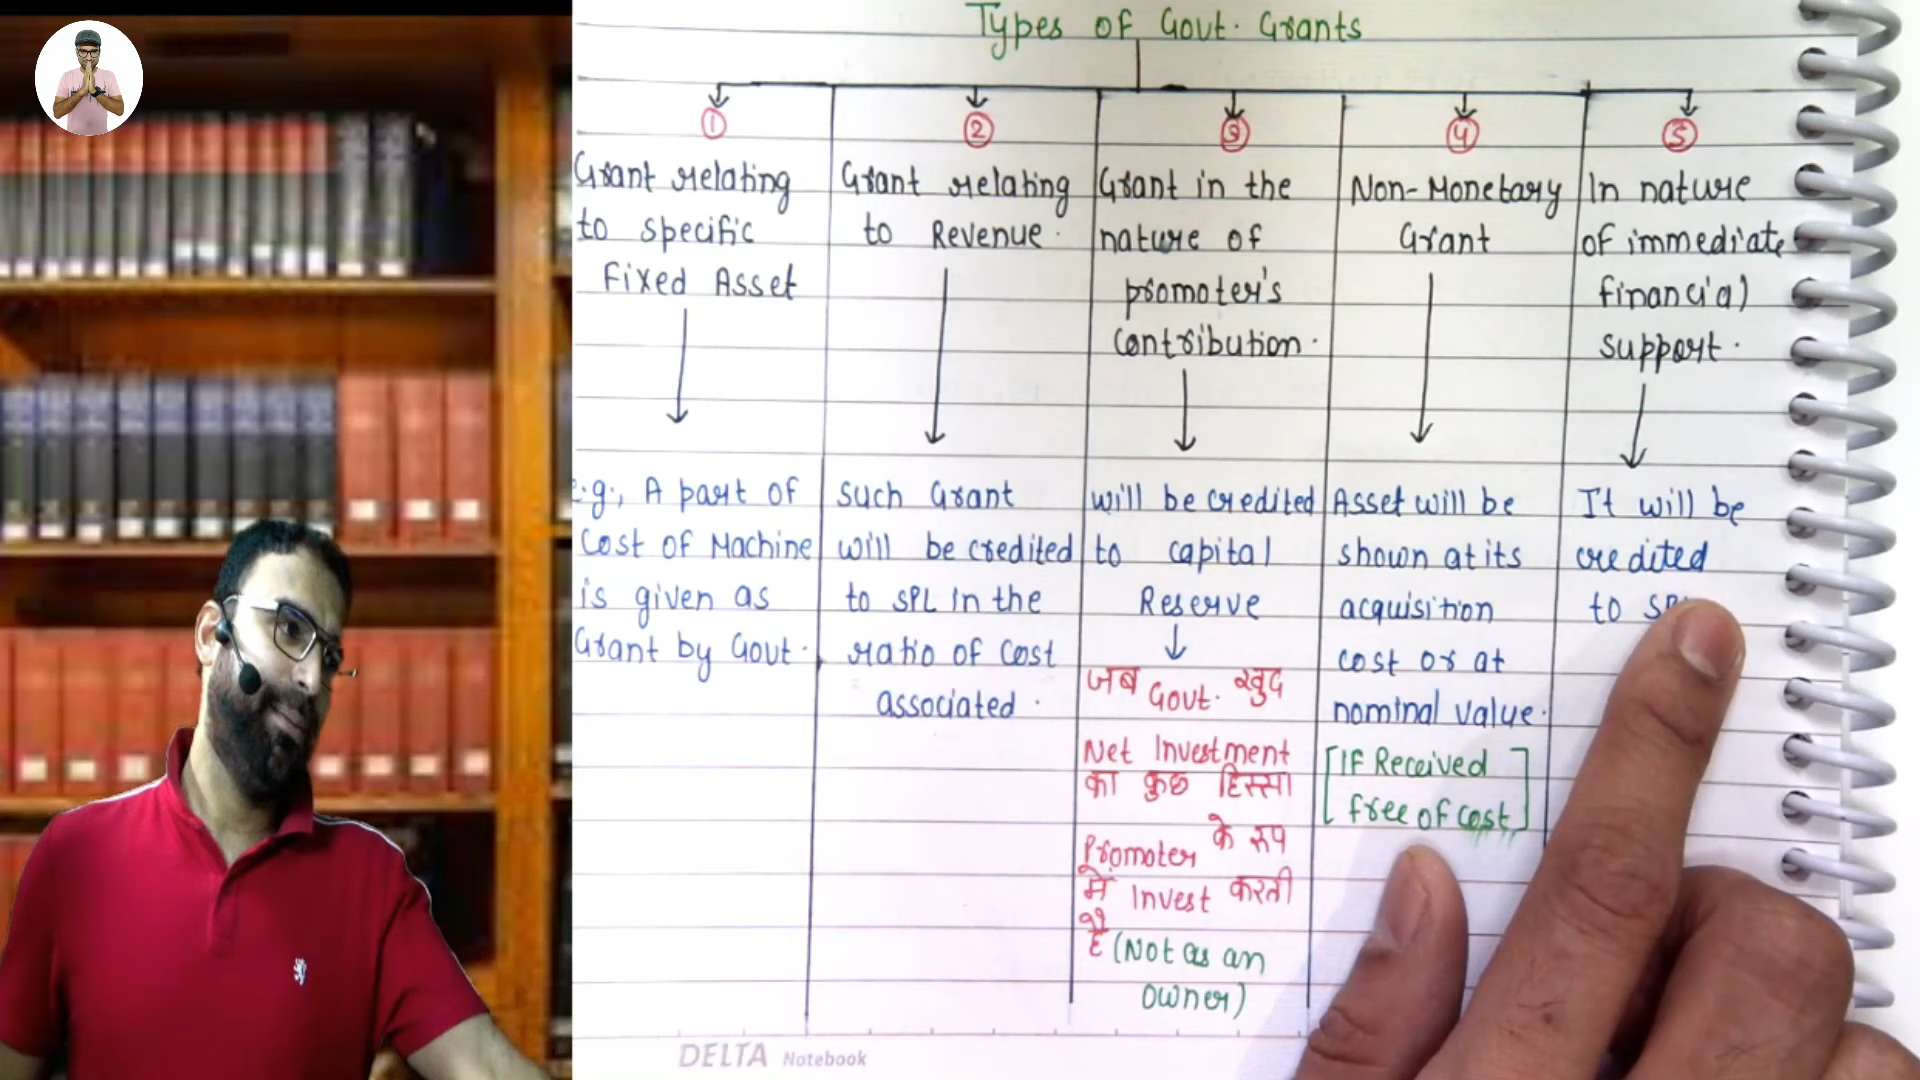 Types of Govt. Grants
1
Grant relating
to specific
Fixed Asset
e.g., A part of
Cost of Machine
is given as
Grant by Govt.
2
Grant relating
to Revenue.
Such Grant
will be credited
to SPL in the
ratio of cost
associated.
3
Grant in the
nature of
promoter's
Contribution.
will be credited
to capital
Reserve
जब Govt. खुद
Net Investment
का कुछ हिस्सा
Promoter के रूप
में Invest करती
है (Not as an
owner)
4
Non-Monetary
Grant
Asset will be
shown at its
acquisition
cost or at
nominal value.
[IF Received
free of cost]
5
In nature
of immediate
financial
support.
It will be
credited
to
DELTA Notebook